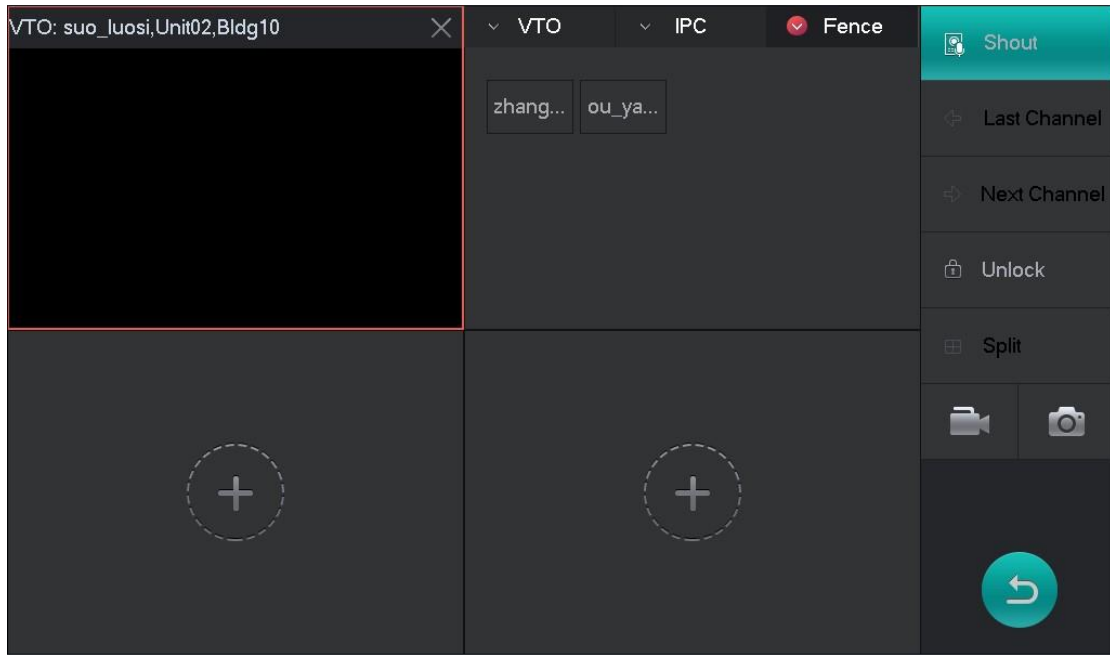 VTO: suo_luosi,Unit02,Bldg10
VTO
IPC
Fence
zhang...
ou_ya...
Shout
Last Channel
Next Channel
Unlock
Split